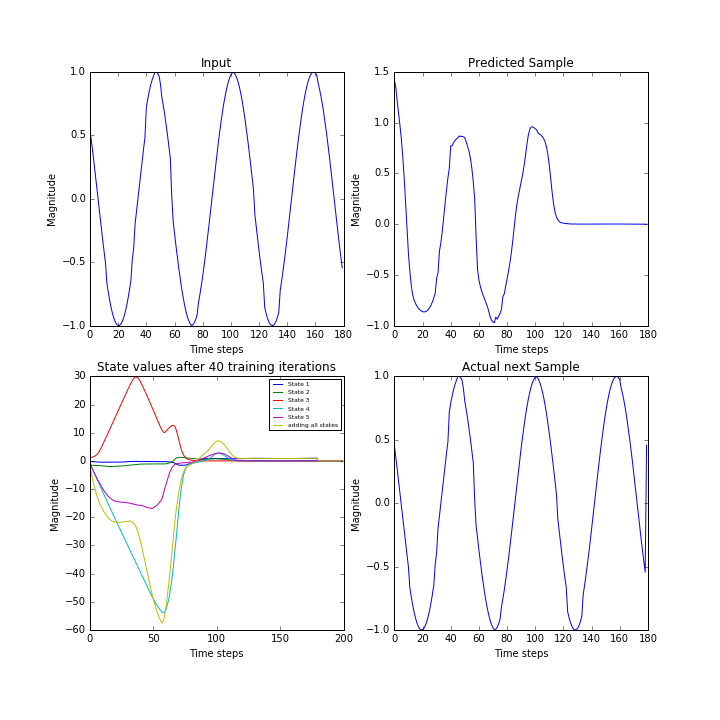 Input
1.0
0.5
0.0
−0.5
−1.0
Magnitude
0 20 40 60 80 100 120 140 160 180
Time steps
Predicted Sample
1.5
1.0
0.5
0.0
−0.5
−1.0
Magnitude
0 20 40 60 80 100 120 140 160 180
Time steps
State values after 40 training iterations
30
20
10
0
−10
−20
−30
−40
−50
−60
Magnitude
State 1
State 2
State 3
State 4
State 5
adding all states
0 50 100 150 200
Time steps
Actual next Sample
1.0
0.5
0.0
−0.5
−1.0
Magnitude
0 20 40 60 80 100 120 140 160 180
Time steps